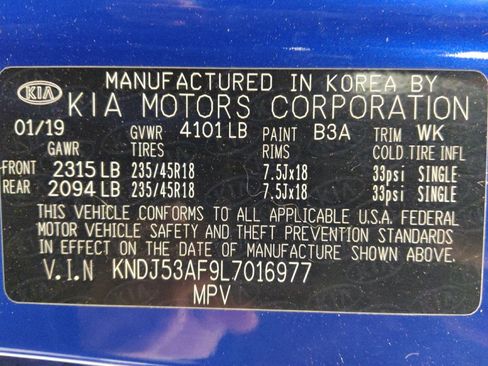 MANUFACTURED IN KOREA BY
KIA KIA MOTORS CORPORATION
01/19 GVWR 4101 LB PAINT B3A TRIM WK
GAWR TIRES RIMS COLD TIRE INFL
FRONT 2315 LB 235/45R18 7.5Jx18 33psi SINGLE
REAR 2094 LB 235/45R18 7.5Jx18 33psi SINGLE
THIS VEHICLE CONFORMS TO ALL APPLICABLE U.S.A. FEDERAL
MOTOR VEHICLE SAFETY AND THEFT PREVENTION STANDARDS
IN EFFECT ON THE DATE OF MANUFACTURE SHOWN ABOVE.
V.I.N KNDJ53AF9L7016977
MPV